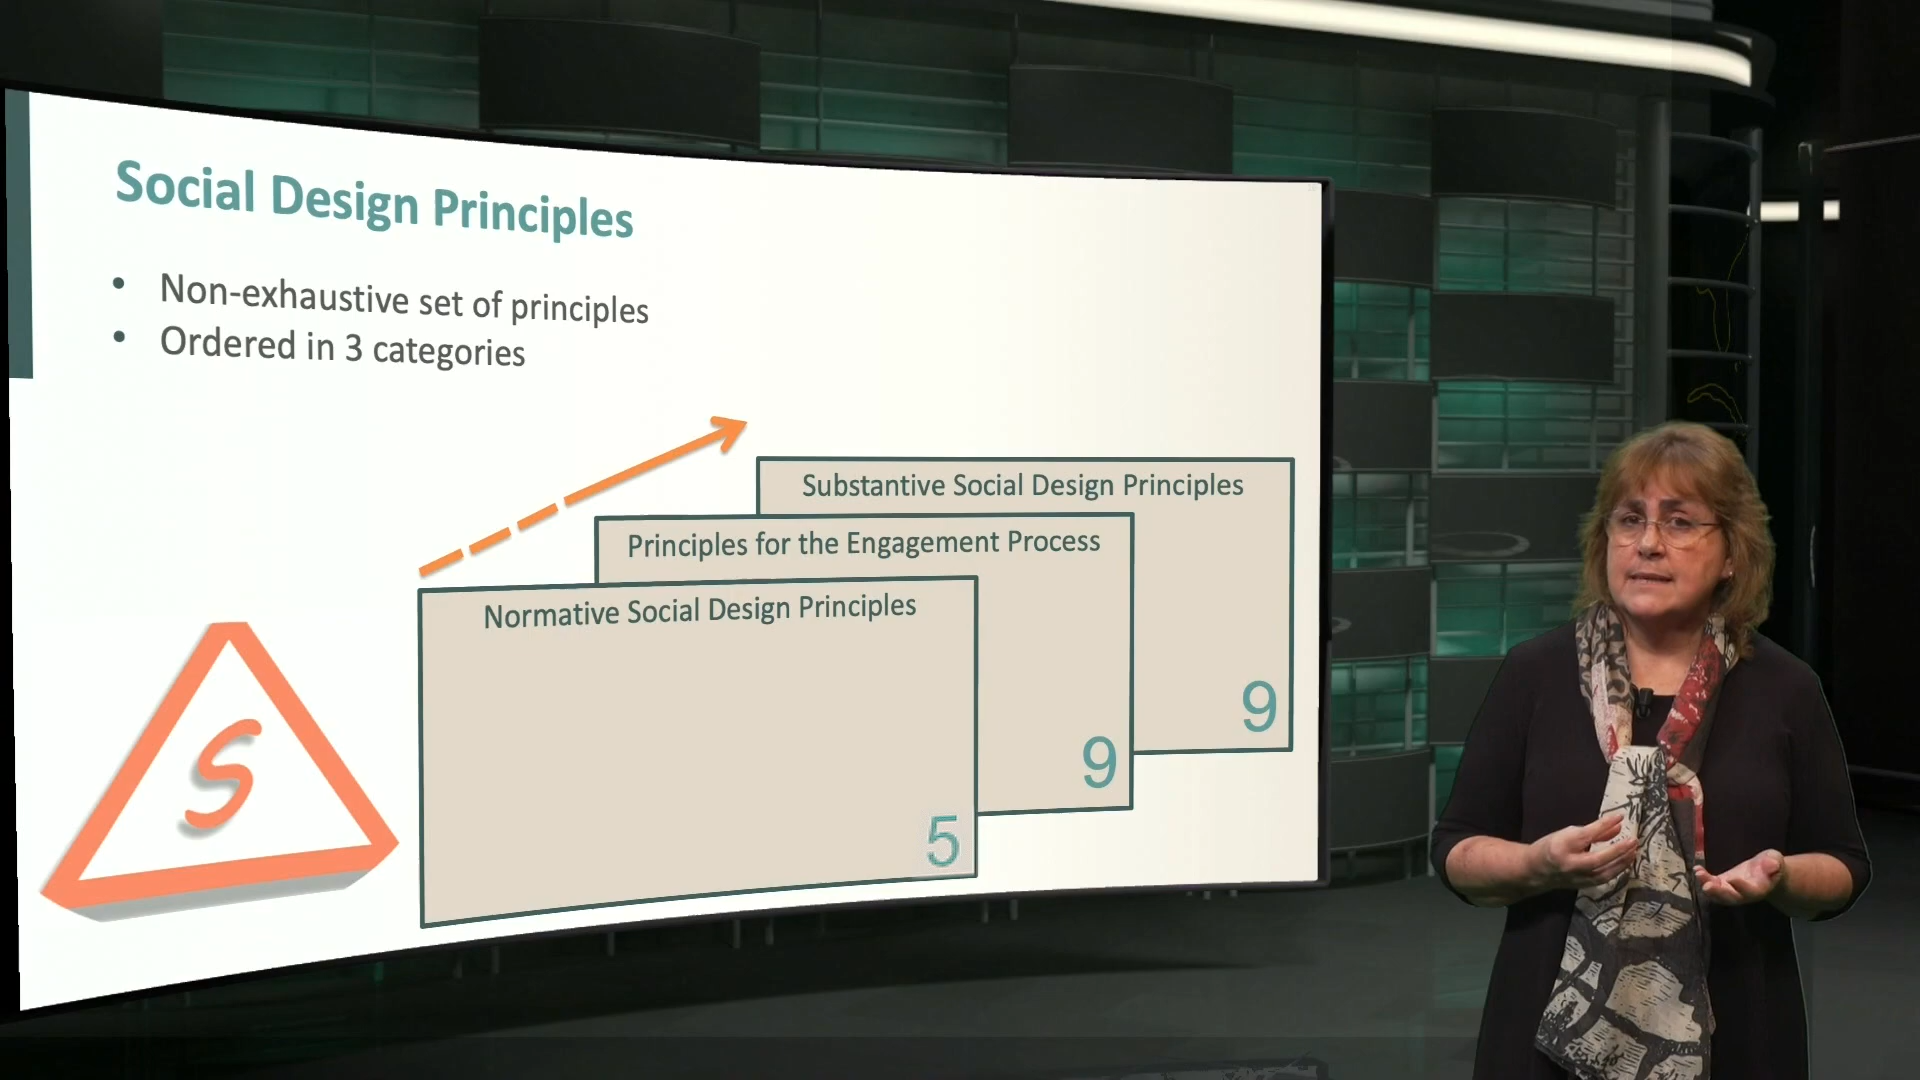 Social Design Principles
• Non-exhaustive set of principles
• Ordered in 3 categories
Substantive Social Design Principles
9
Principles for the Engagement Process
9
Normative Social Design Principles
5
S